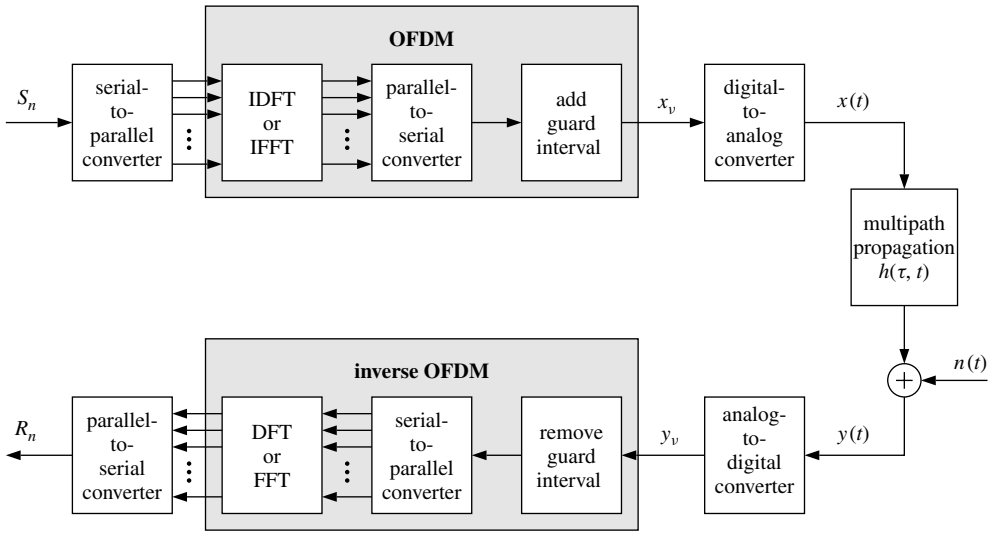 OFDM
S_n
serial-
to-
parallel
converter
IDFT
or
IFFT
parallel-
to-
serial
converter
add
guard
interval
x_ν
digital-
to-
analog
converter
x(t)
multipath
propagation
h(τ, t)
n(t)
inverse OFDM
R_n
parallel-
to-
serial
converter
DFT
or
FFT
serial-
to-
parallel
converter
remove
guard
interval
y_ν
analog-
to-
digital
converter
y(t)